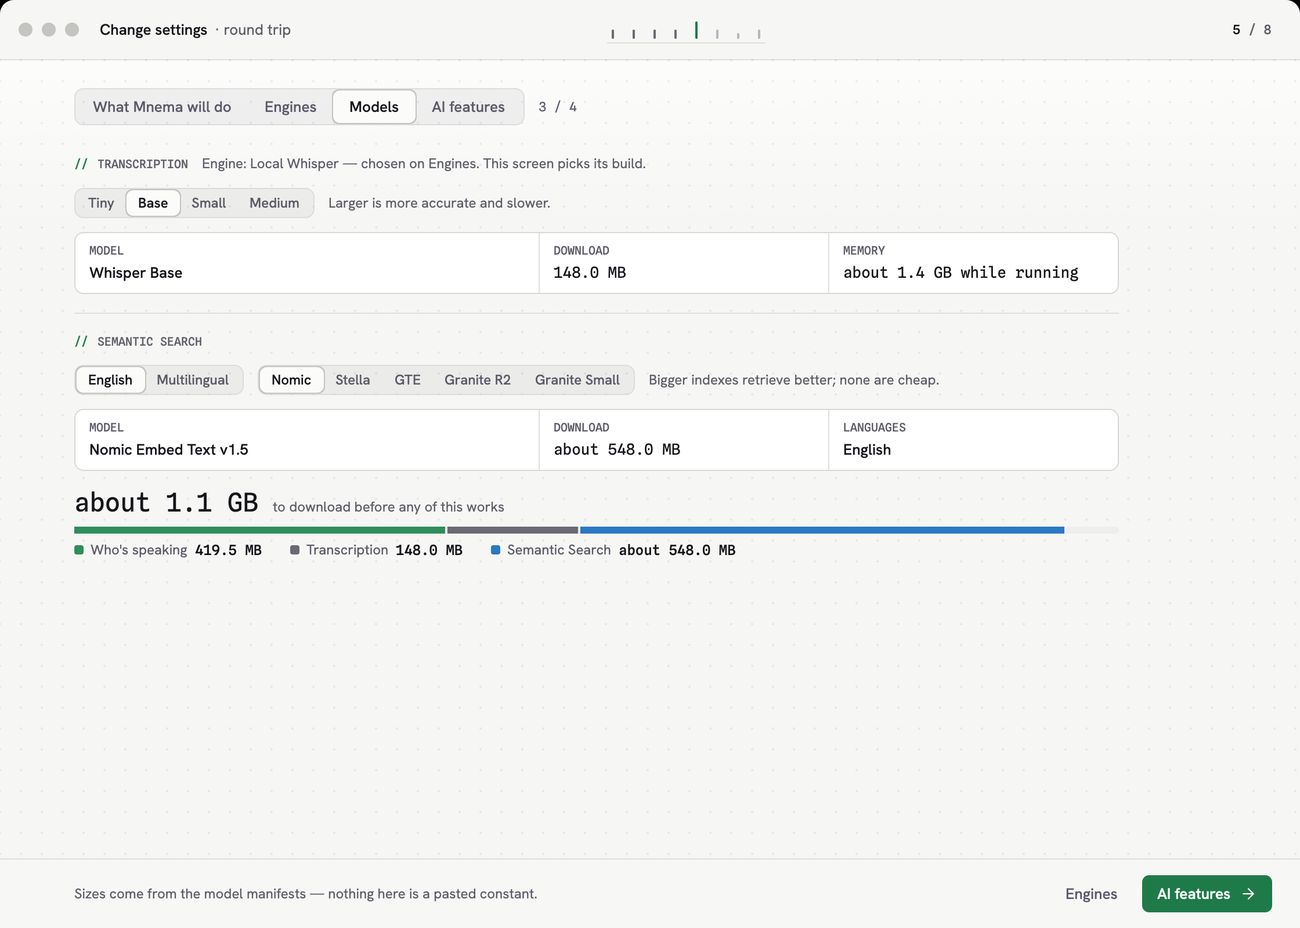 Change settings · round trip
5 / 8
What Mnema will do Engines Models AI features 3 / 4
// TRANSCRIPTION Engine: Local Whisper — chosen on Engines. This screen picks its build.
Tiny Base Small Medium Larger is more accurate and slower.
MODEL DOWNLOAD MEMORY
Whisper Base 148.0 MB about 1.4 GB while running
// SEMANTIC SEARCH
English Multilingual Nomic Stella GTE Granite R2 Granite Small Bigger indexes retrieve better; none are cheap.
MODEL DOWNLOAD LANGUAGES
Nomic Embed Text v1.5 about 548.0 MB English
about 1.1 GB to download before any of this works
Who's speaking 419.5 MB Transcription 148.0 MB Semantic Search about 548.0 MB
Sizes come from the model manifests — nothing here is a pasted constant.
Engines AI features →